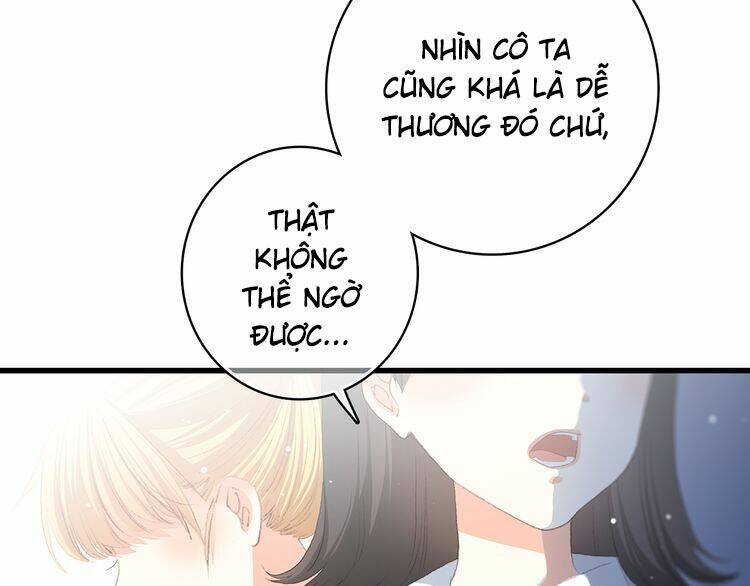 NHÌN CÔ TA
CŨNG KHÁ LÀ DỄ
THƯƠNG ĐÓ CHỨ,
THẬT
KHÔNG
THỂ NGỜ
ĐƯỢC...